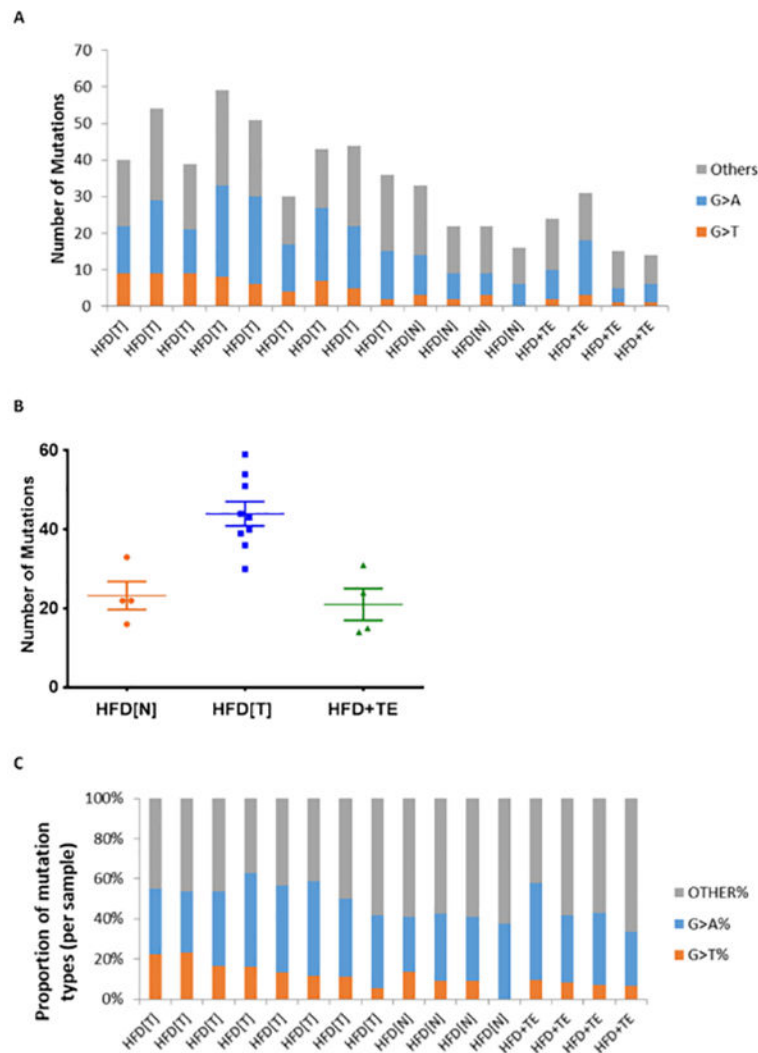 A
Number of Mutations
70
60
50
40
30
20
10
0
HFD[T]
HFD[T]
HFD[T]
HFD[T]
HFD[T]
HFD[T]
HFD[T]
HFD[T]
HFD[T]
HFD[N]
HFD[N]
HFD[N]
HFD[N]
HFD+TE
HFD+TE
HFD+TE
HFD+TE
Others
G>A
G>T
B
Number of Mutations
60
40
20
0
HFD[N]
HFD[T]
HFD+TE
C
Proportion of mutation
types (per sample)
100%
80%
60%
40%
20%
0%
HFD[T]
HFD[T]
HFD[T]
HFD[T]
HFD[T]
HFD[T]
HFD[T]
HFD[T]
HFD[N]
HFD[N]
HFD[N]
HFD[N]
HFD+TE
HFD+TE
HFD+TE
HFD+TE
OTHER%
G>A%
G>T%